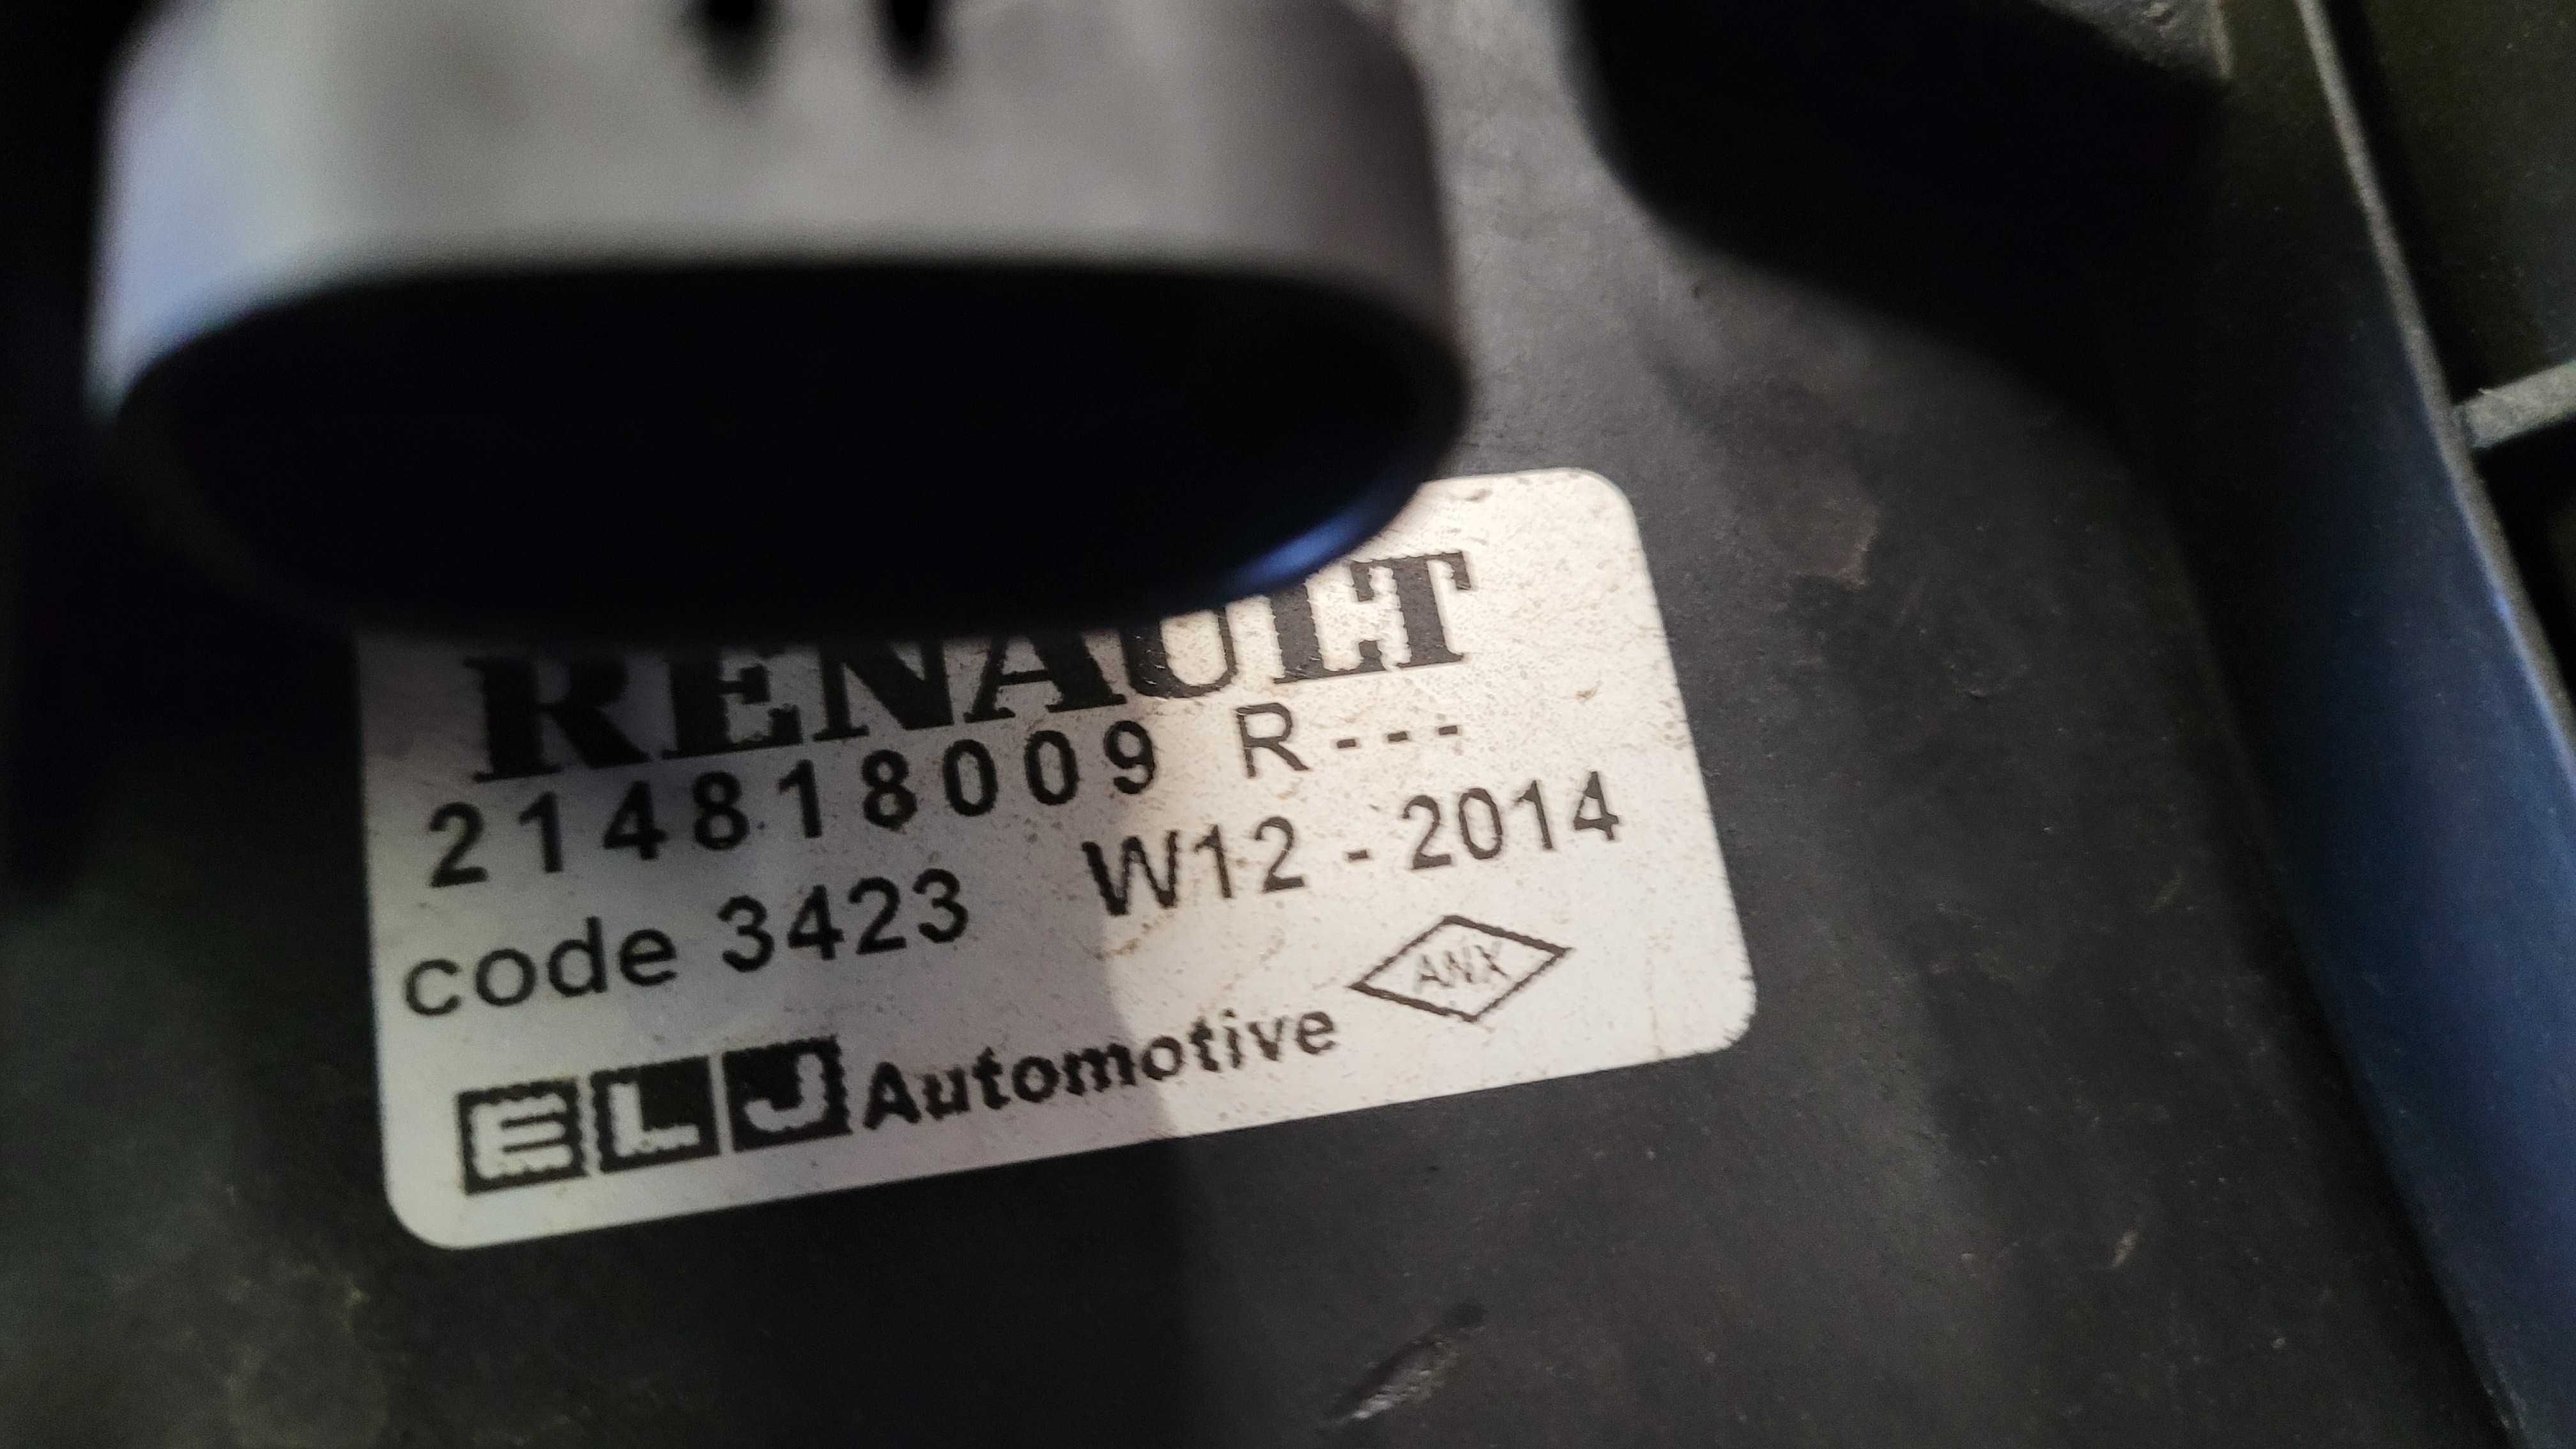 RENAULT
214818009 R---
code 3423 W12 - 2014
ANX
ELJ Automotive